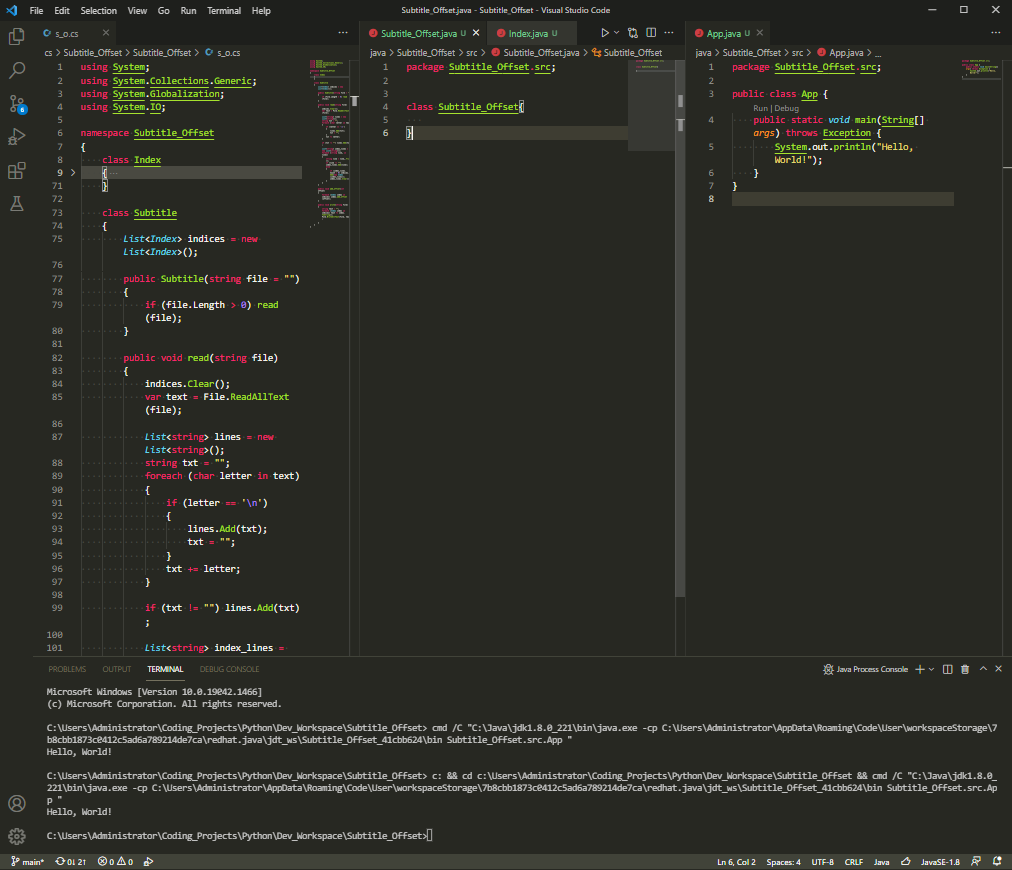 File Edit Selection View Go Run Terminal Help
Subtitle_Offset.java - Subtitle_Offset - Visual Studio Code
s_o.cs
cs > Subtitle_Offset > Subtitle_Offset > s_o.cs
1 using System;
2 using System.Collections.Generic;
3 using System.Globalization;
4 using System.IO;
5
6 namespace Subtitle_Offset
7 {
8 class Index
9 { …
71 }
72
73 class Subtitle
74 {
75 List<Index> indices = new
List<Index>();
76
77 public Subtitle(string file = "")
78 {
79 if (file.Length > 0) read
(file);
80 }
81
82 public void read(string file)
83 {
84 indices.Clear();
85 var text = File.ReadAllText
(file);
86
87 List<string> lines = new
List<string>();
88 string txt = "";
89 foreach (char letter in text)
90 {
91 if (letter == '\n')
92 {
93 lines.Add(txt);
94 txt = "";
95 }
96 txt += letter;
97 }
98
99 if (txt != "") lines.Add(txt)
;
100
101 List<string> index_lines =
Subtitle_Offset.java U
Index.java U
java > Subtitle_Offset > src > Subtitle_Offset.java > Subtitle_Offset
1 package Subtitle_Offset.src;
2
3
4 class Subtitle_Offset{
5
6 }
App.java U
java > Subtitle_Offset > src > App.java > ...
1 package Subtitle_Offset.src;
2
3 public class App {
Run | Debug
4 public static void main(String[]
args) throws Exception {
5 System.out.println("Hello,
World!");
6 }
7 }
8
6
PROBLEMS OUTPUT TERMINAL DEBUG CONSOLE
Java Process Console
Microsoft Windows [Version 10.0.19042.1466]
(c) Microsoft Corporation. All rights reserved.
C:\Users\Administrator\Coding_Projects\Python\Dev_Workspace\Subtitle_Offset> cmd /C "C:\Java\jdk1.8.0_221\bin\java.exe -cp C:\Users\Administrator\AppData\Roaming\Code\User\workspaceStorage\7
b8cbb1873c0412c5ad6a789214de7ca\redhat.java\jdt_ws\Subtitle_Offset_41cbb624\bin Subtitle_Offset.src.App "
Hello, World!
C:\Users\Administrator\Coding_Projects\Python\Dev_Workspace\Subtitle_Offset> c: && cd c:\Users\Administrator\Coding_Projects\Python\Dev_Workspace\Subtitle_Offset && cmd /C "C:\Java\jdk1.8.0_
221\bin\java.exe -cp C:\Users\Administrator\AppData\Roaming\Code\User\workspaceStorage\7b8cbb1873c0412c5ad6a789214de7ca\redhat.java\jdt_ws\Subtitle_Offset_41cbb624\bin Subtitle_Offset.src.Ap
p "
Hello, World!
C:\Users\Administrator\Coding_Projects\Python\Dev_Workspace\Subtitle_Offset>
main* 0↓ 2↑ 0 0
Ln 6, Col 2 Spaces: 4 UTF-8 CRLF Java JavaSE-1.8